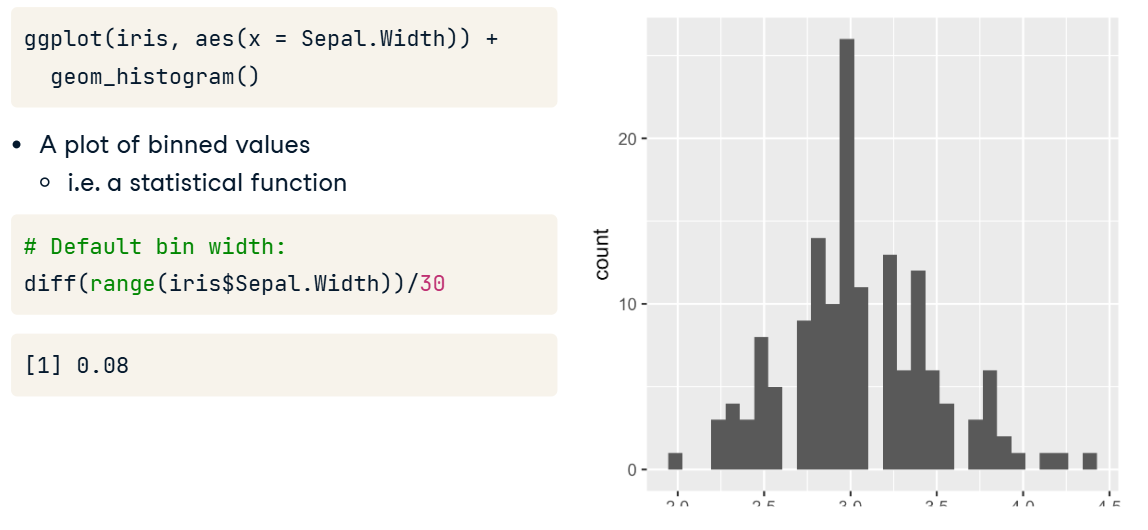 ggplot(iris, aes(x = Sepal.Width)) +
  geom_histogram()
• A plot of binned values
○ i.e. a statistical function
# Default bin width:
diff(range(iris$Sepal.Width))/30
[1] 0.08
count
20
10
0
2.0 2.5 3.0 3.5 4.0 4.5